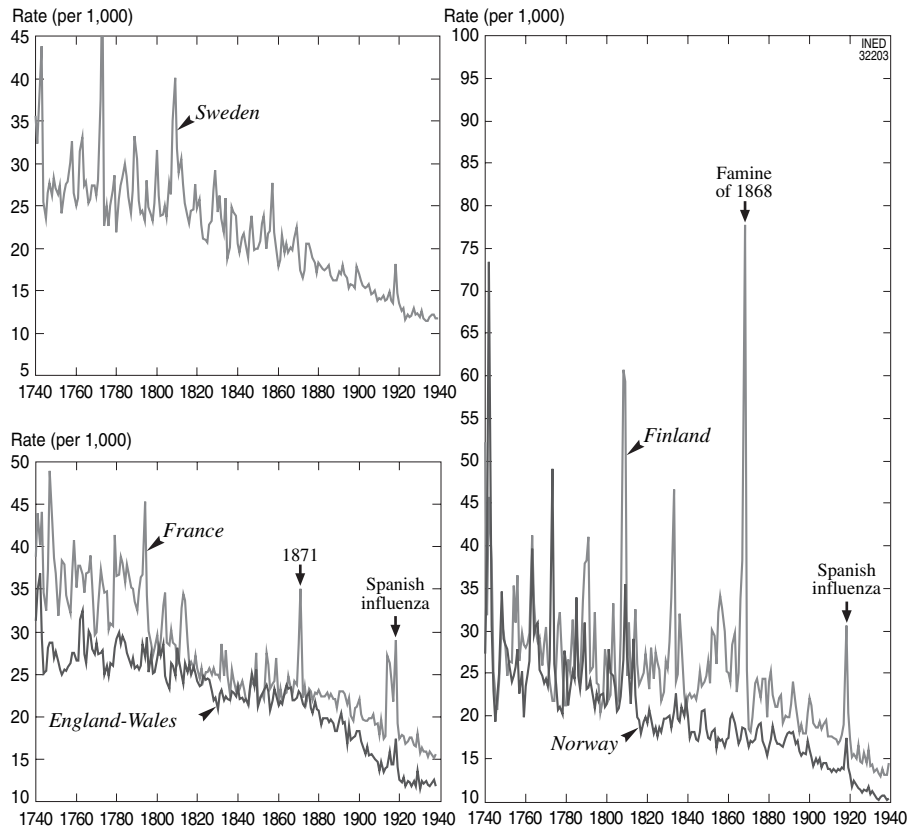 Rate (per 1,000)
45
40
35
30
25
20
15
10
5
Sweden
1740 1760 1780 1800 1820 1840 1860 1880 1900 1920 1940
Rate (per 1,000)
50
45
40
35
30
25
20
15
10
France
1871
Spanish
influenza
England-Wales
1740 1760 1780 1800 1820 1840 1860 1880 1900 1920 1940
Rate (per 1,000)
100
95
90
85
80
75
70
65
60
55
50
45
40
35
30
25
20
15
10
INED
32203
Famine
of 1868
Finland
Spanish
influenza
Norway
1740 1760 1780 1800 1820 1840 1860 1880 1900 1920 1940